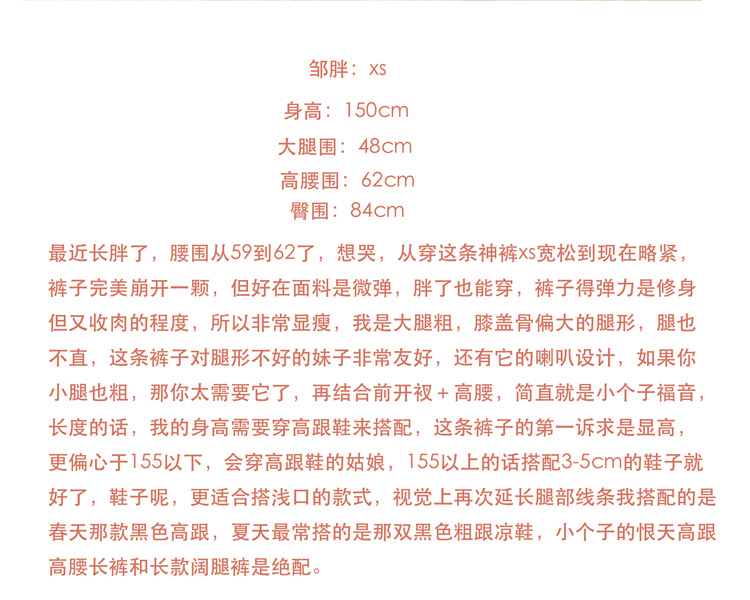 邹胖：xs
身高：150cm
大腿围：48cm
高腰围：62cm
臀围：84cm
最近长胖了，腰围从59到62了，想哭，从穿这条神裤xs宽松到现在略紧，
裤子完美崩开一颗，但好在面料是微弹，胖了也能穿，裤子得弹力是修身
但又收肉的程度，所以非常显瘦，我是大腿粗，膝盖骨偏大的腿形，腿也
不直，这条裤子对腿形不好的妹子非常友好，还有它的喇叭设计，如果你
小腿也粗，那你太需要它了，再结合前开衩＋高腰，简直就是小个子福音，
长度的话，我的身高需要穿高跟鞋来搭配，这条裤子的第一诉求是显高，
更偏心于155以下，会穿高跟鞋的姑娘，155以上的话搭配3-5cm的鞋子就
好了，鞋子呢，更适合搭浅口的款式，视觉上再次延长腿部线条我搭配的是
春天那款黑色高跟，夏天最常搭的是那双黑色粗跟凉鞋，小个子的恨天高跟
高腰长裤和长款阔腿裤是绝配。